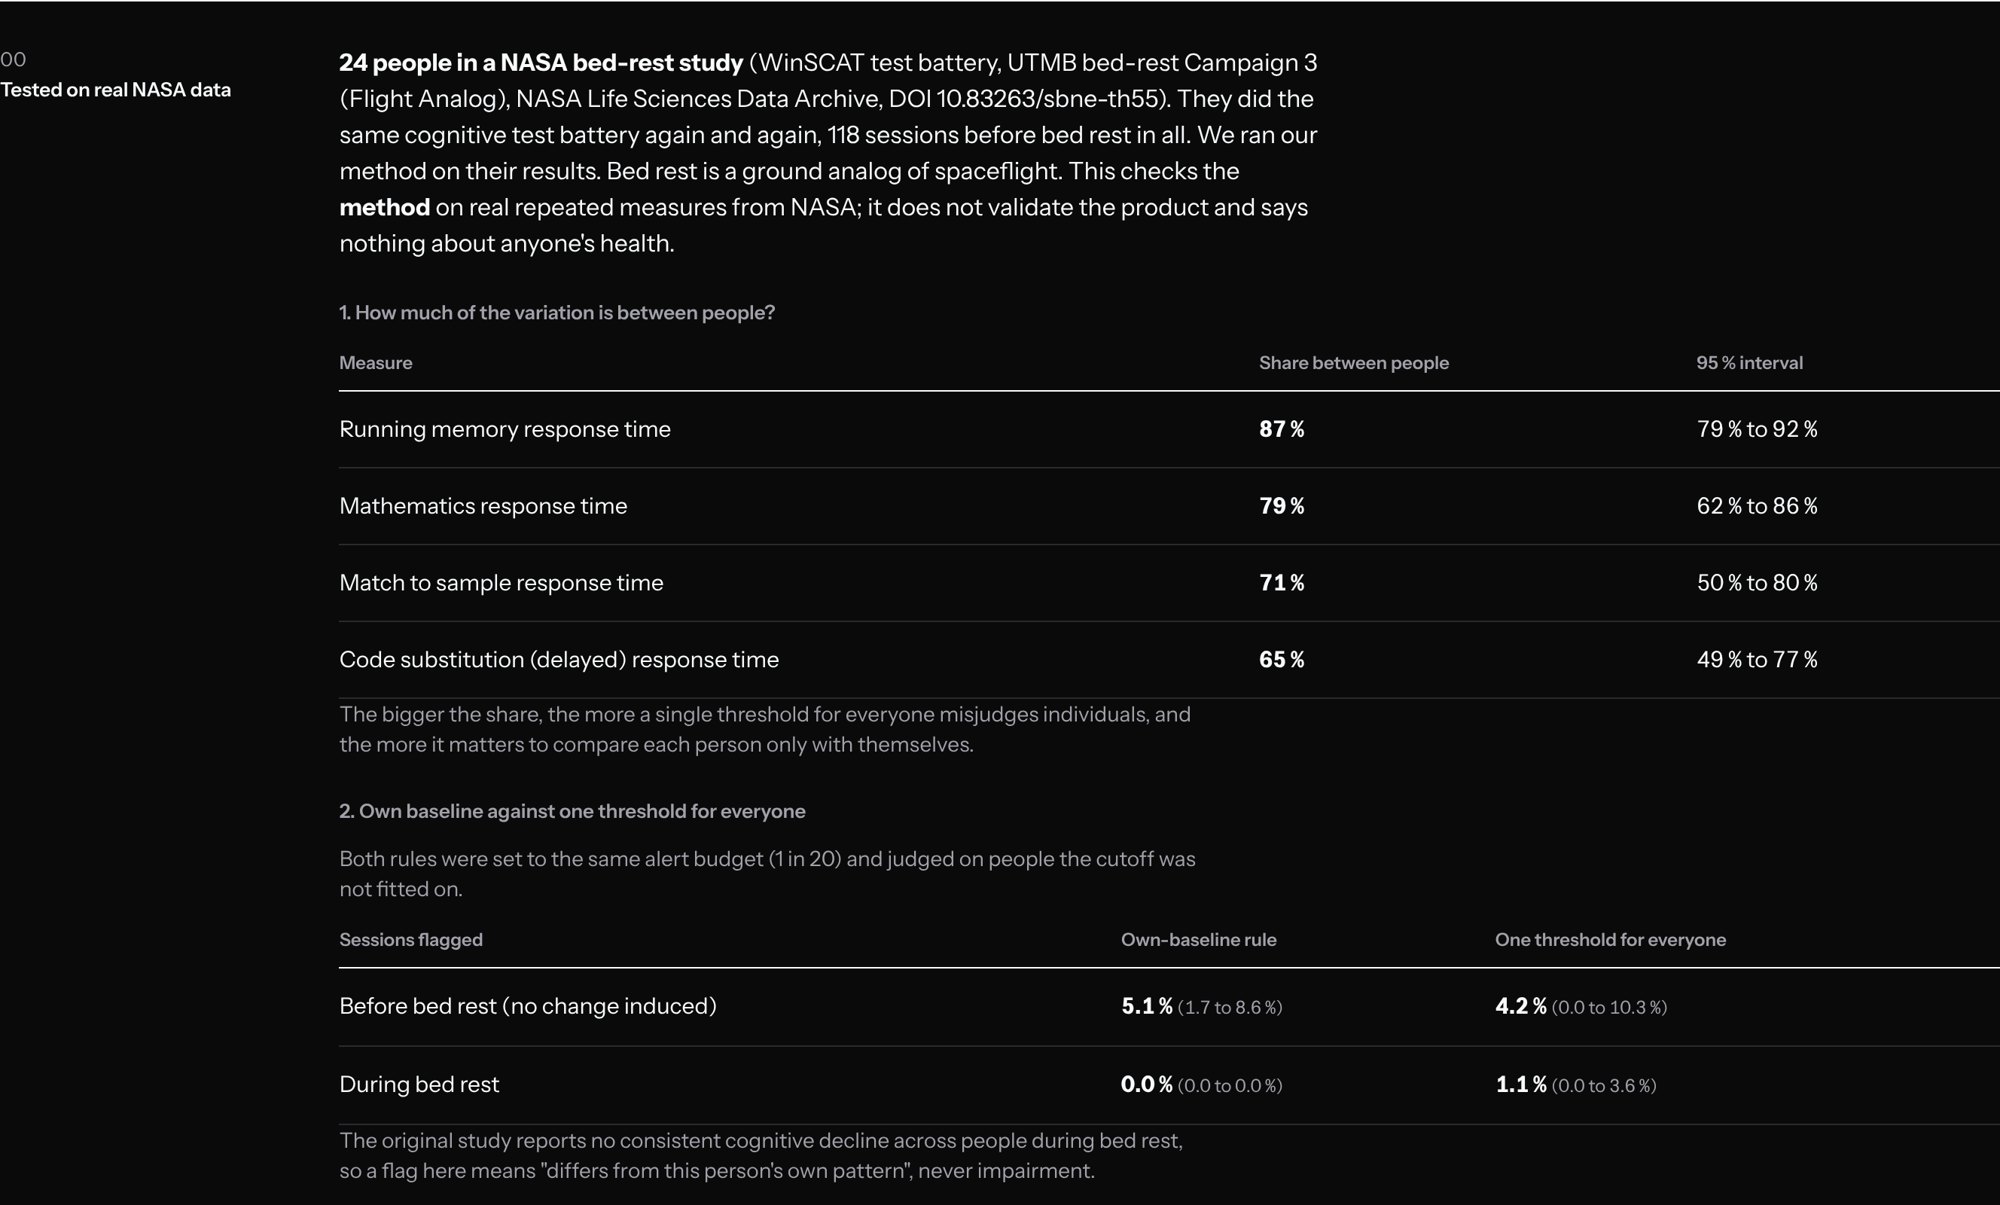 00
Tested on real NASA data
24 people in a NASA bed-rest study (WinSCAT test battery, UTMB bed-rest Campaign 3
(Flight Analog), NASA Life Sciences Data Archive, DOI 10.83263/sbne-th55). They did the
same cognitive test battery again and again, 118 sessions before bed rest in all. We ran our
method on their results. Bed rest is a ground analog of spaceflight. This checks the
method on real repeated measures from NASA; it does not validate the product and says
nothing about anyone's health.
1. How much of the variation is between people?
Measure Share between people 95 % interval
Running memory response time 87 % 79 % to 92 %
Mathematics response time 79 % 62 % to 86 %
Match to sample response time 71 % 50 % to 80 %
Code substitution (delayed) response time 65 % 49 % to 77 %
The bigger the share, the more a single threshold for everyone misjudges individuals, and
the more it matters to compare each person only with themselves.
2. Own baseline against one threshold for everyone
Both rules were set to the same alert budget (1 in 20) and judged on people the cutoff was
not fitted on.
Sessions flagged Own-baseline rule One threshold for everyone
Before bed rest (no change induced) 5.1 % (1.7 to 8.6 %) 4.2 % (0.0 to 10.3 %)
During bed rest 0.0 % (0.0 to 0.0 %) 1.1 % (0.0 to 3.6 %)
The original study reports no consistent cognitive decline across people during bed rest,
so a flag here means "differs from this person's own pattern", never impairment.